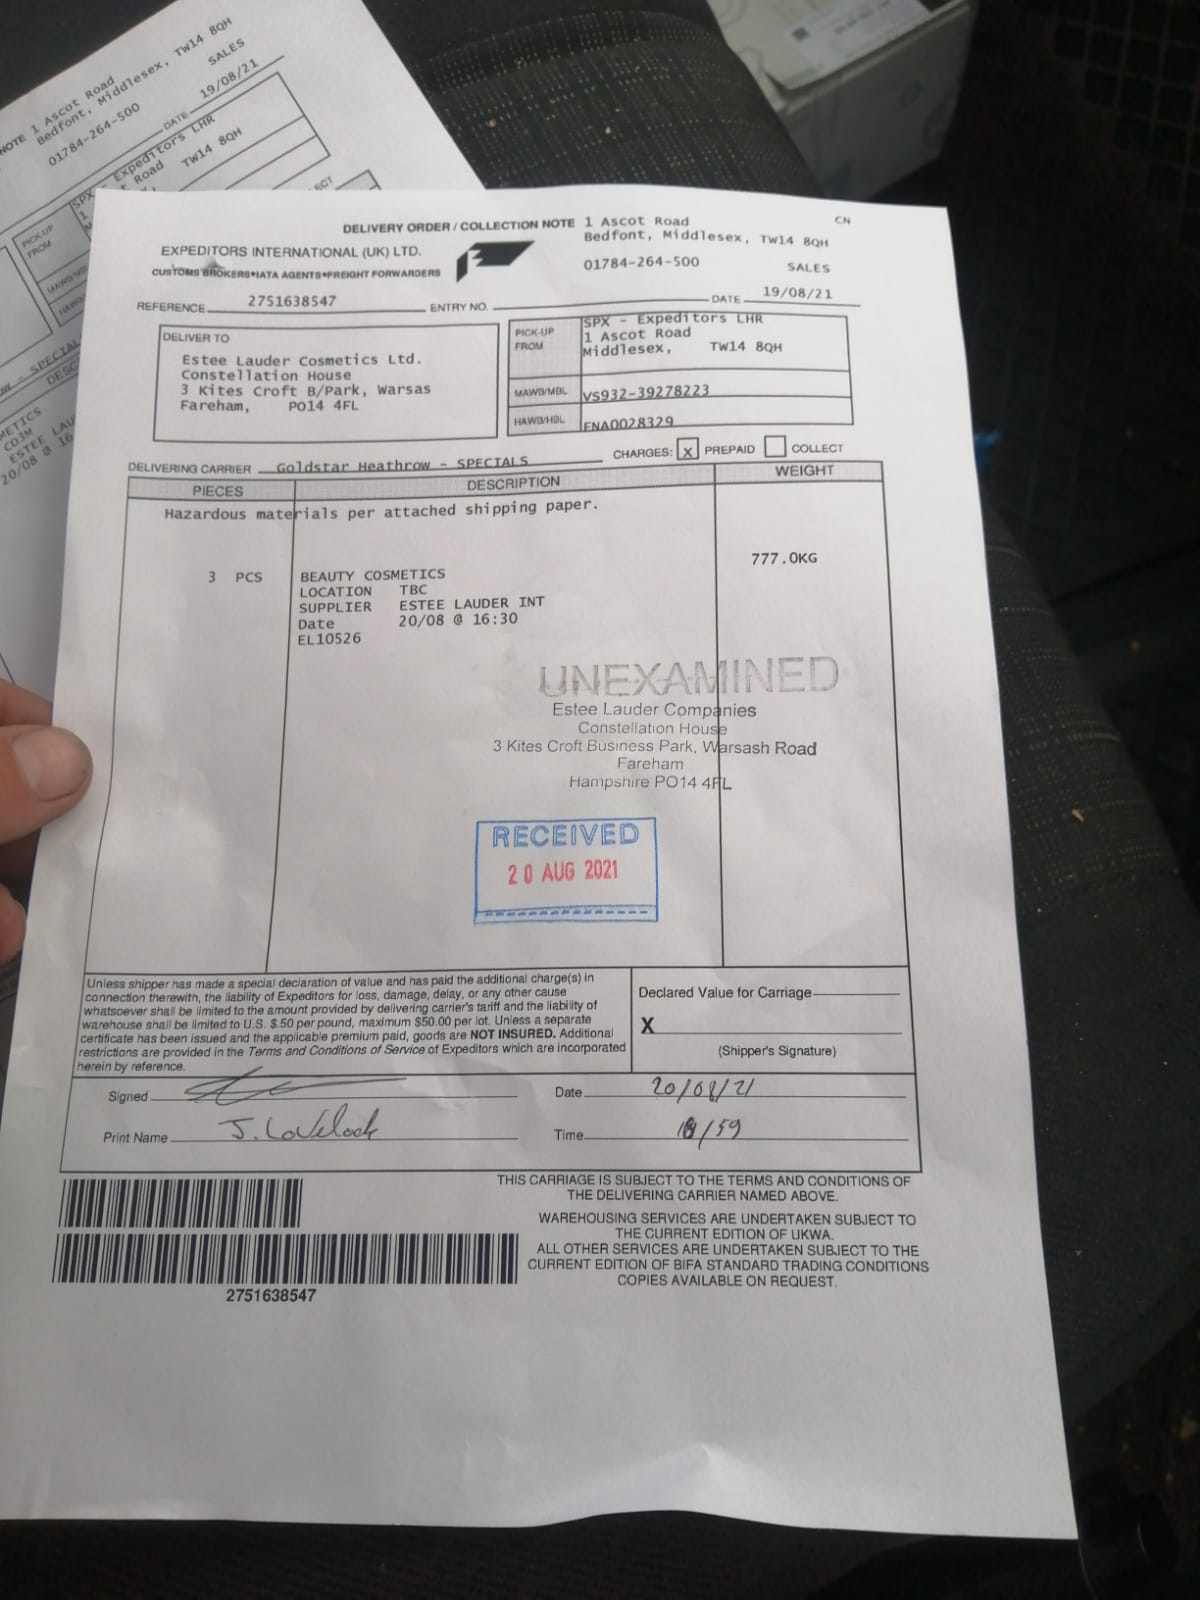 NOTE 1 Ascot Road
Bedfont, Middlesex, TW14 8QH
01784-264-500
SALES
DATE 19/08/21
PICK-UP
FROM
SPX
Expeditors LHR
1
Road
TW14 8QH
MAWB/
HAWB/
SPECIAL
DESC
METICS
ESTEE LAU
20/08 @ 16
DELIVERY ORDER / COLLECTION NOTE 1 Ascot Road CN
Bedfont, Middlesex, TW14 8QH
EXPEDITORS INTERNATIONAL (UK) LTD.
CUSTOMS BROKERS•IATA AGENTS•FREIGHT FORWARDERS
01784-264-500
SALES
REFERENCE 2751638547 ENTRY NO. DATE 19/08/21
DELIVER TO
Estee Lauder Cosmetics Ltd.
Constellation House
3 Kites Croft B/Park, Warsas
Fareham, PO14 4FL
PICK-UP
FROM
SPX - Expeditors LHR
1 Ascot Road
Middlesex, TW14 8QH
MAWB/MBL VS932-39278223
HAWB/HBL ENA0028329
DELIVERING CARRIER Goldstar Heathrow - SPECIALS CHARGES: X PREPAID COLLECT
PIECES DESCRIPTION WEIGHT
Hazardous materials per attached shipping paper.
3 PCS BEAUTY COSMETICS 777.0KG
LOCATION TBC
SUPPLIER ESTEE LAUDER INT
Date 20/08 @ 16:30
EL10526
UNEXAMINED
Estee Lauder Companies
Constellation House
3 Kites Croft Business Park, Warsash Road
Fareham
Hampshire PO14 4FL
RECEIVED
20 AUG 2021
Unless shipper has made a special declaration of value and has paid the additional charge(s) in
connection therewith, the liability of Expeditors for loss, damage, delay, or any other cause
whatsoever shall be limited to the amount provided by delivering carrier's tariff and the liability of
warehouse shall be limited to U.S. $.50 per pound, maximum $50.00 per lot. Unless a separate
certificate has been issued and the applicable premium paid, goods are NOT INSURED. Additional
restrictions are provided in the Terms and Conditions of Service of Expeditors which are incorporated
herein by reference.
Declared Value for Carriage
X
(Shipper's Signature)
Signed Date 20/08/21
Print Name J. Lovelock Time /59
THIS CARRIAGE IS SUBJECT TO THE TERMS AND CONDITIONS OF
THE DELIVERING CARRIER NAMED ABOVE.
WAREHOUSING SERVICES ARE UNDERTAKEN SUBJECT TO
THE CURRENT EDITION OF UKWA.
ALL OTHER SERVICES ARE UNDERTAKEN SUBJECT TO THE
CURRENT EDITION OF BIFA STANDARD TRADING CONDITIONS
COPIES AVAILABLE ON REQUEST.
2751638547